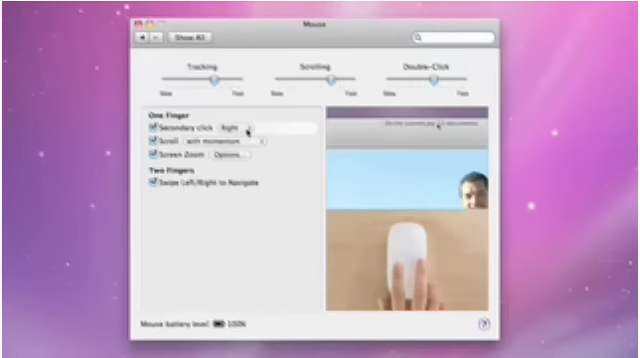 Mouse
Show All
Tracking
Scrolling
Double-Click
Slow
Fast
Slow
Fast
Slow
Fast
One Finger
Secondary click
Right
Scroll
with momentum
Screen Zoom
Options...
Two Fingers
Swipe Left/Right to Navigate
Mouse battery level:
100%
?